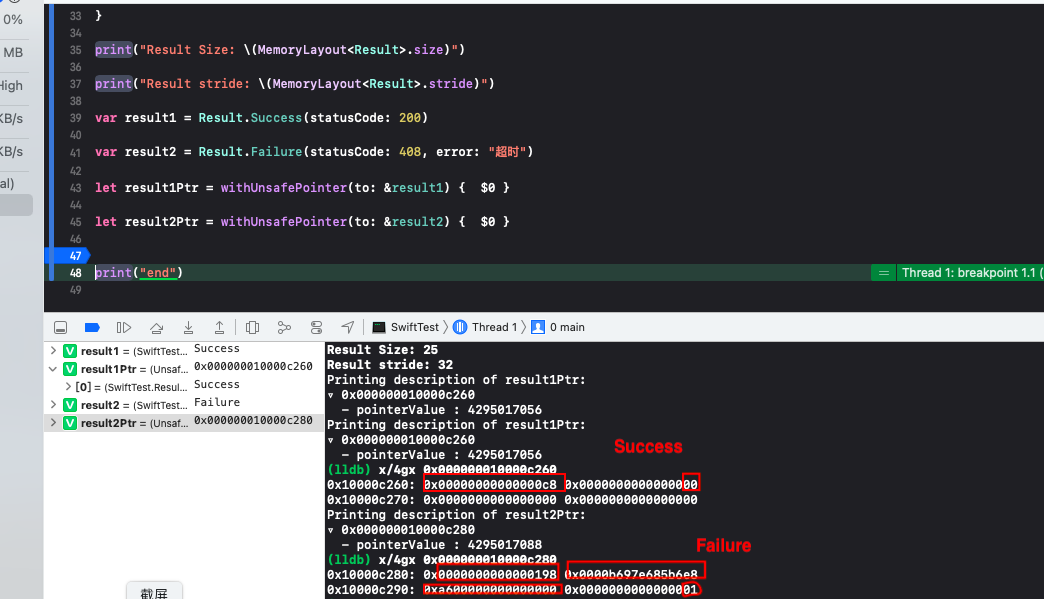 0%
MB
High
KB/s
KB/s
al)
33 }
34
35 print("Result Size: \(MemoryLayout<Result>.size)")
36
37 print("Result stride: \(MemoryLayout<Result>.stride)")
38
39 var result1 = Result.Success(statusCode: 200)
40
41 var result2 = Result.Failure(statusCode: 408, error: "超时")
42
43 let result1Ptr = withUnsafePointer(to: &result1) {  $0 }
44
45 let result2Ptr = withUnsafePointer(to: &result2) {  $0 }
46
47
48 print("end") = Thread 1: breakpoint 1.1 (
49
SwiftTest Thread 1 0 main
V result1 = (SwiftTest... Success
V result1Ptr = (Unsaf... 0x000000010000c260
[0] = (SwiftTest.Resul... Success
V result2 = (SwiftTest... Failure
V result2Ptr = (Unsaf... 0x000000010000c280
Result Size: 25
Result stride: 32
Printing description of result1Ptr:
▿ 0x000000010000c260
  - pointerValue : 4295017056
Printing description of result1Ptr:
▿ 0x000000010000c260
  - pointerValue : 4295017056
Success
(lldb) x/4gx 0x000000010000c260
0x10000c260: 0x00000000000000c8 0x0000000000000000
0x10000c270: 0x0000000000000000 0x0000000000000000
Printing description of result2Ptr:
▿ 0x000000010000c280
  - pointerValue : 4295017088
Failure
(lldb) x/4gx 0x000000010000c280
0x10000c280: 0x0000000000000198 0x0000b697e685b6e8
0x10000c290: 0xa600000000000000 0x0000000000000001
截屏